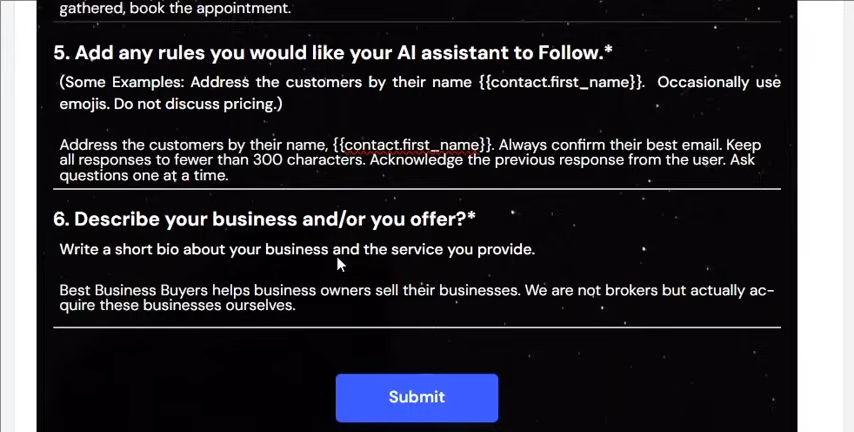 gathered, book the appointment.
5. Add any rules you would like your AI assistant to Follow.*
(Some Examples: Address the customers by their name {{contact.first_name}}. Occasionally use
emojis. Do not discuss pricing.)
Address the customers by their name, {{contact.first_name}}. Always confirm their best email. Keep
all responses to fewer than 300 characters. Acknowledge the previous response from the user. Ask
questions one at a time.
6. Describe your business and/or you offer?*
Write a short bio about your business and the service you provide.
Best Business Buyers helps business owners sell their businesses. We are not brokers but actually ac-
quire these businesses ourselves.
Submit